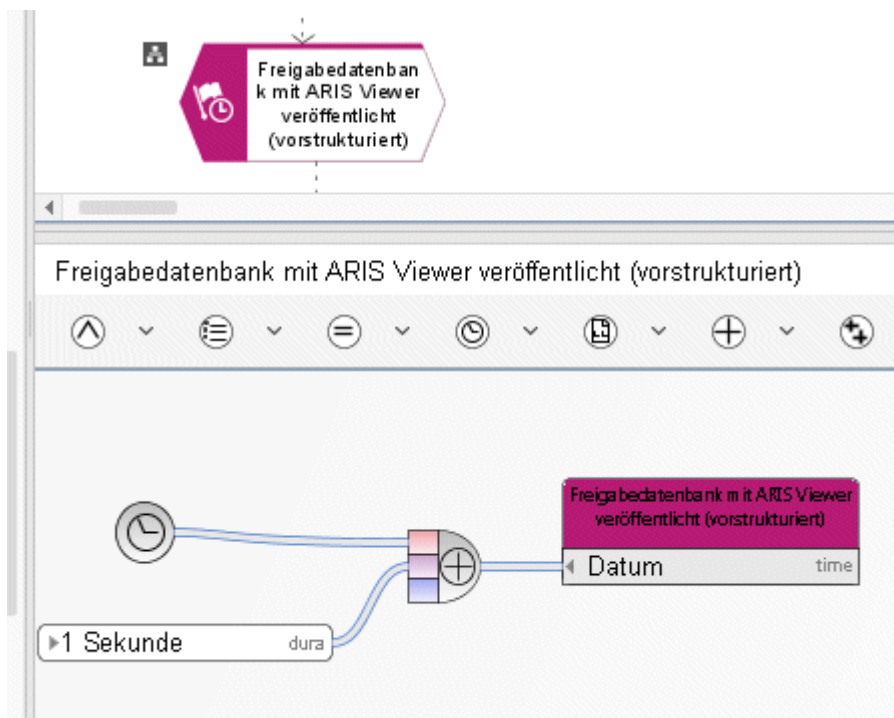 Freigabedatenban
k mit ARIS Viewer
veröffentlicht
(vorstrukturiert)
Freigabedatenbank mit ARIS Viewer veröffentlicht (vorstrukturiert)
Freigabedatenbank mit ARIS Viewer
veröffentlicht (vorstrukturiert)
Datum time
1 Sekunde dura